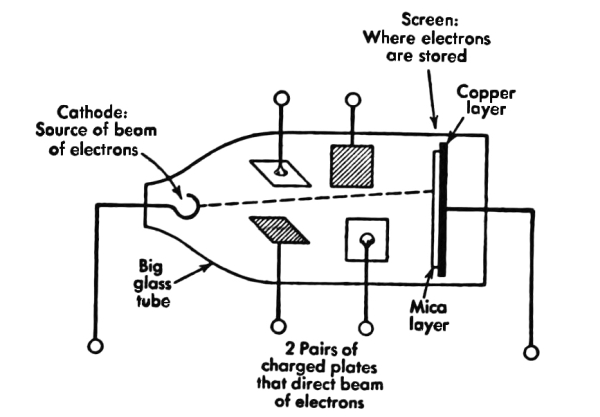 Screen:
Where electrons
are stored
Copper
layer
Cathode:
Source of beam
of electrons
Big
glass
tube
Mica
layer
2 Pairs of
charged plates
that direct beam
of electrons